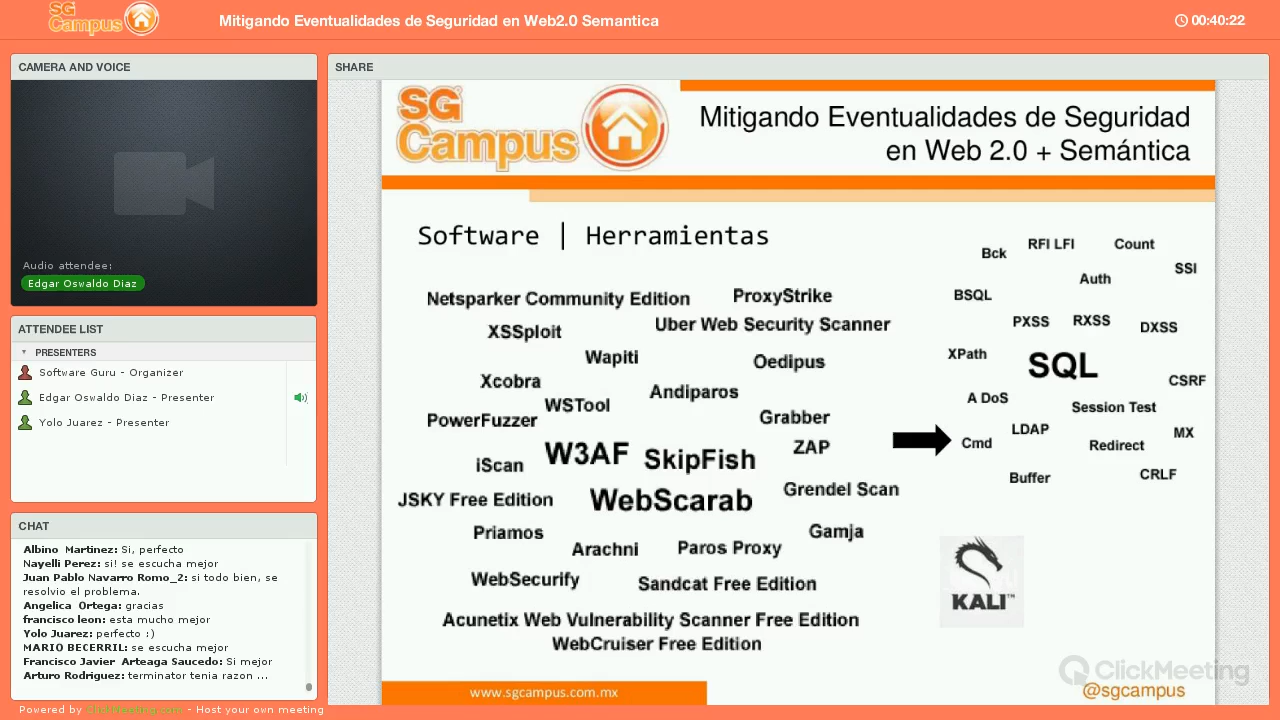 SG
Campus
Mitigando Eventualidades de Seguridad en Web2.0 Semantica
00:40:22
CAMERA AND VOICE
Audio attendee:
Edgar Oswaldo Diaz
ATTENDEE LIST
PRESENTERS
Software Guru - Organizer
Edgar Oswaldo Diaz - Presenter
Yolo Juarez - Presenter
CHAT
Albino Martinez: Si, perfecto
Nayelli Perez: si! se escucha mejor
Juan Pablo Navarro Romo_2: si todo bien, se
resolvio el problema.
Angelica Ortega: gracias
francisco leon: esta mucho mejor
Yolo Juarez: perfecto :)
MARIO BECERRIL: se escucha mejor
Francisco Javier Arteaga Saucedo: Si mejor
Arturo Rodriguez: terminator tenia razon ...
Powered by ClickMeeting.com - Host your own meeting
SHARE
SG
Campus
Mitigando Eventualidades de Seguridad
en Web 2.0 + Semántica
Software | Herramientas
Netsparker Community Edition
ProxyStrike
XSSploit
Uber Web Security Scanner
Wapiti
Oedipus
Xcobra
Andiparos
WSTool
PowerFuzzer
Grabber
W3AF
SkipFish
ZAP
iScan
JSKY Free Edition
WebScarab
Grendel Scan
Priamos
Gamja
Arachni
Paros Proxy
WebSecurify
Sandcat Free Edition
Acunetix Web Vulnerability Scanner Free Edition
WebCruiser Free Edition
Bck
RFI LFI
Count
SSI
Auth
BSQL
PXSS
RXSS
DXSS
XPath
SQL
CSRF
A DoS
Session Test
LDAP
MX
Cmd
Redirect
Buffer
CRLF
KALI™
ClickMeeting
www.sgcampus.com.mx
@sgcampus